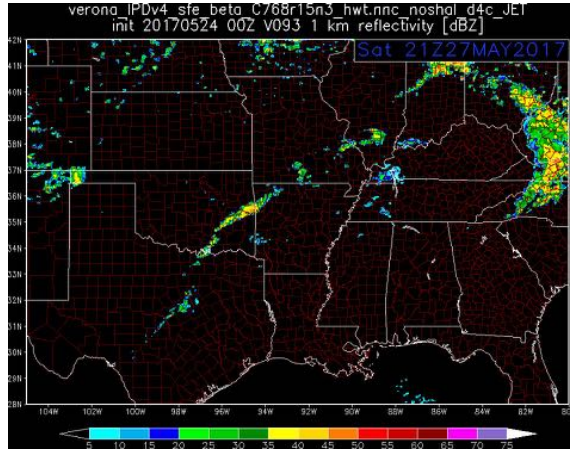 verona_IPDv4_sfe_beta_C768r15n3_hwt.nnc_noshal_d4c_JET
init 20170524 00Z V093 1 km reflectivity [dBZ]
Sat 21Z27MAY2017
42N
41N
40N
39N
38N
37N
36N
35N
34N
33N
32N
31N
30N
29N
28N
104W 102W 100W 98W 96W 94W 92W 90W 88W 86W 84W 82W 80
5 10 15 20 25 30 35 40 45 50 55 60 65 70 75